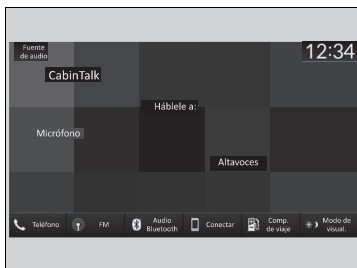 Fuente
de audio
12:34
CabinTalk
Háblele a:
Micrófono
Altavoces
Teléfono
FM
Audio
Bluetooth
Conectar
Comp.
de viaje
Modo de
visual.